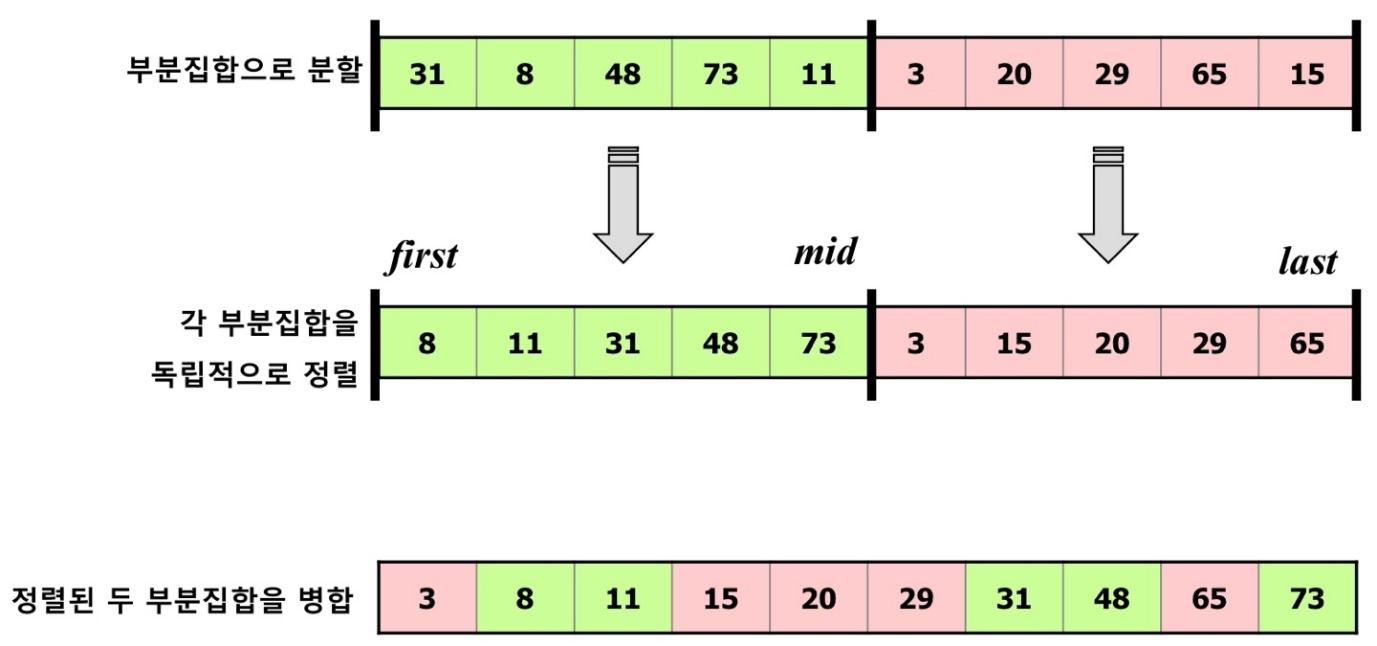 부분집합으로 분할
31 8 48 73 11 3 20 29 65 15
first mid last
각 부분집합을
독립적으로 정렬
8 11 31 48 73 3 15 20 29 65
정렬된 두 부분집합을 병합
3 8 11 15 20 29 31 48 65 73